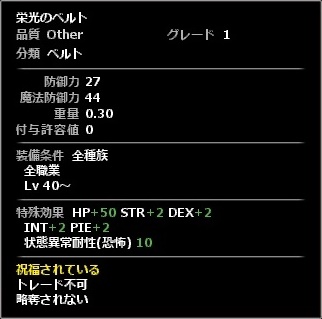 栄光のベルト
品質 Other グレード 1
分類 ベルト
防御力 27
魔法防御力 44
重量 0.30
付与許容値 0
装備条件 全種族
全職業
Lv 40～
特殊効果 HP+50 STR+2 DEX+2
INT+2 PIE+2
状態異常耐性(恐怖) 10
祝福されている
トレード不可
略奪されない